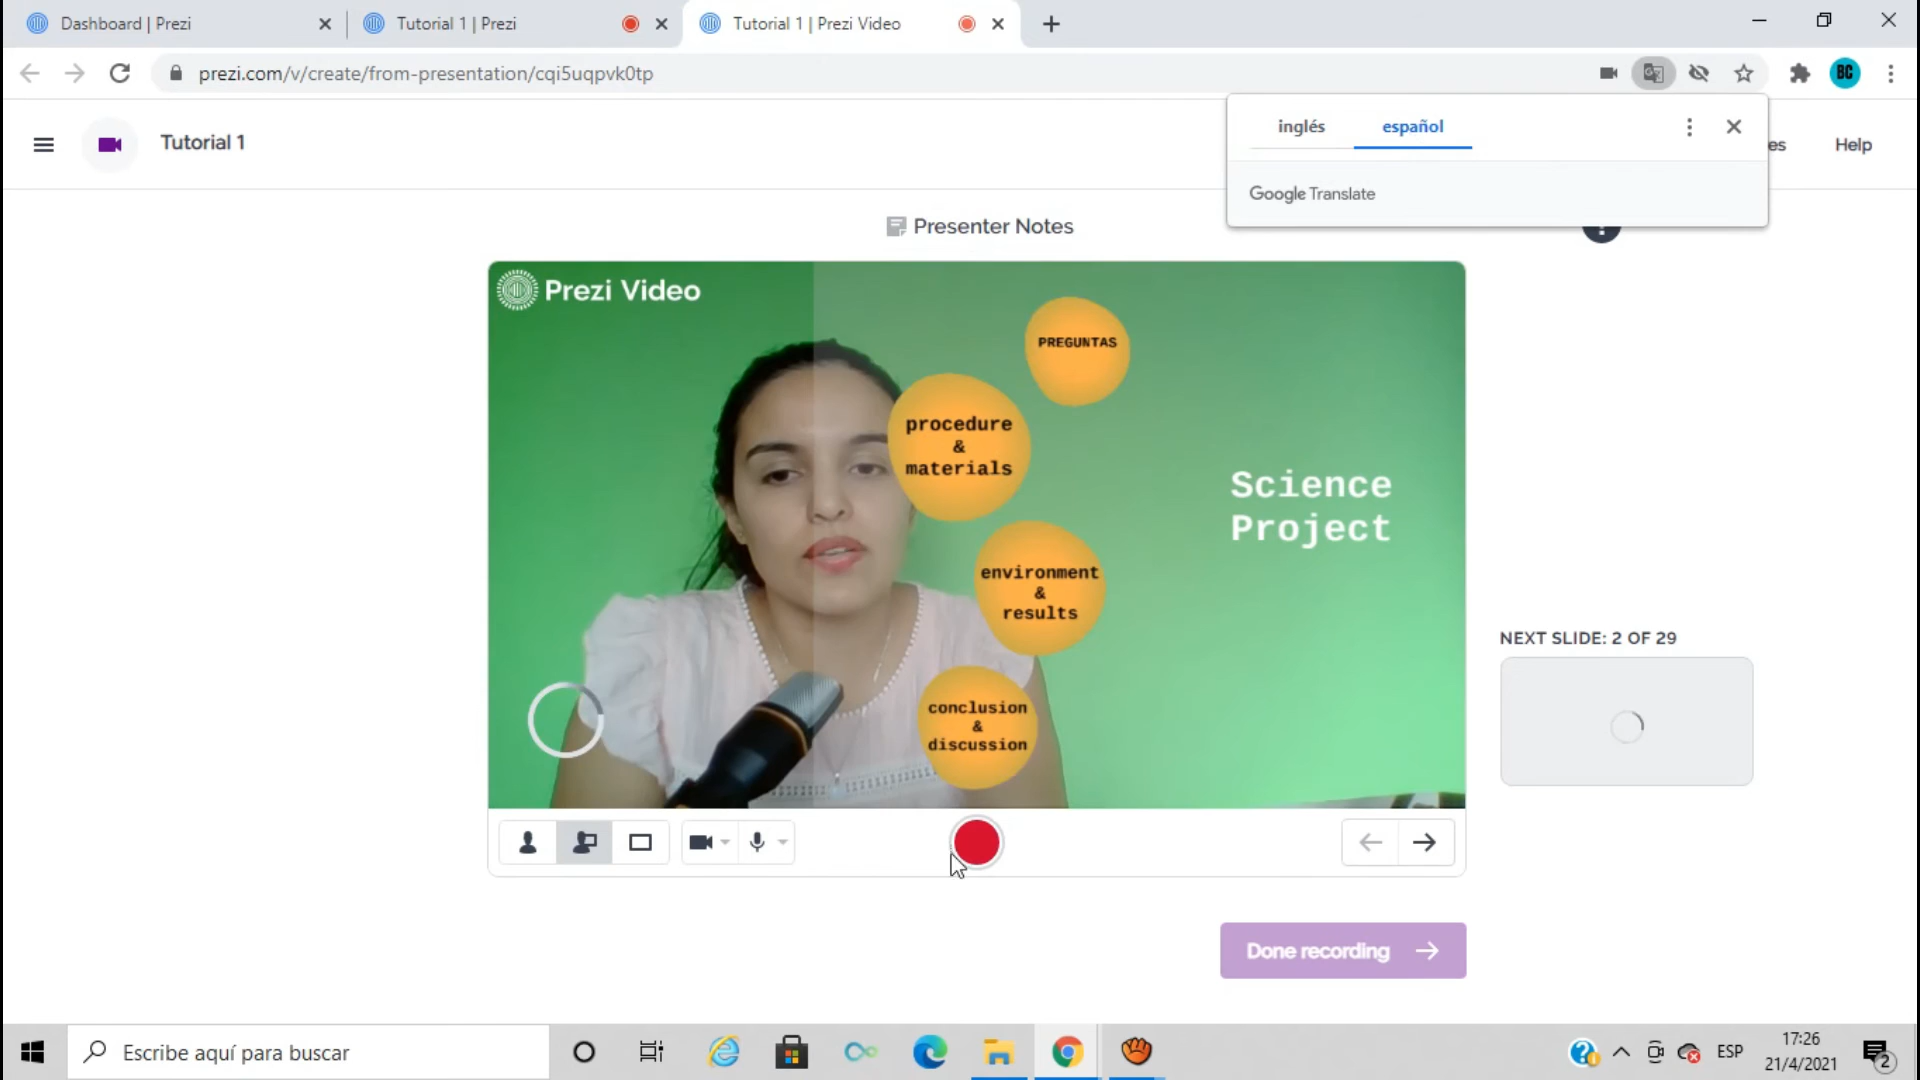 Dashboard | Prezi
Tutorial 1 | Prezi
Tutorial 1 | Prezi Video
prezi.com/v/create/from-presentation/cqi5uqpvk0tp
BC
Tutorial 1
inglés
español
es
Help
Google Translate
Presenter Notes
Prezi Video
PREGUNTAS
procedure
&
materials
Science
Project
environment
&
results
conclusion
&
discussion
NEXT SLIDE: 2 OF 29
Done recording
Escribe aquí para buscar
ESP
17:26
21/4/2021
2